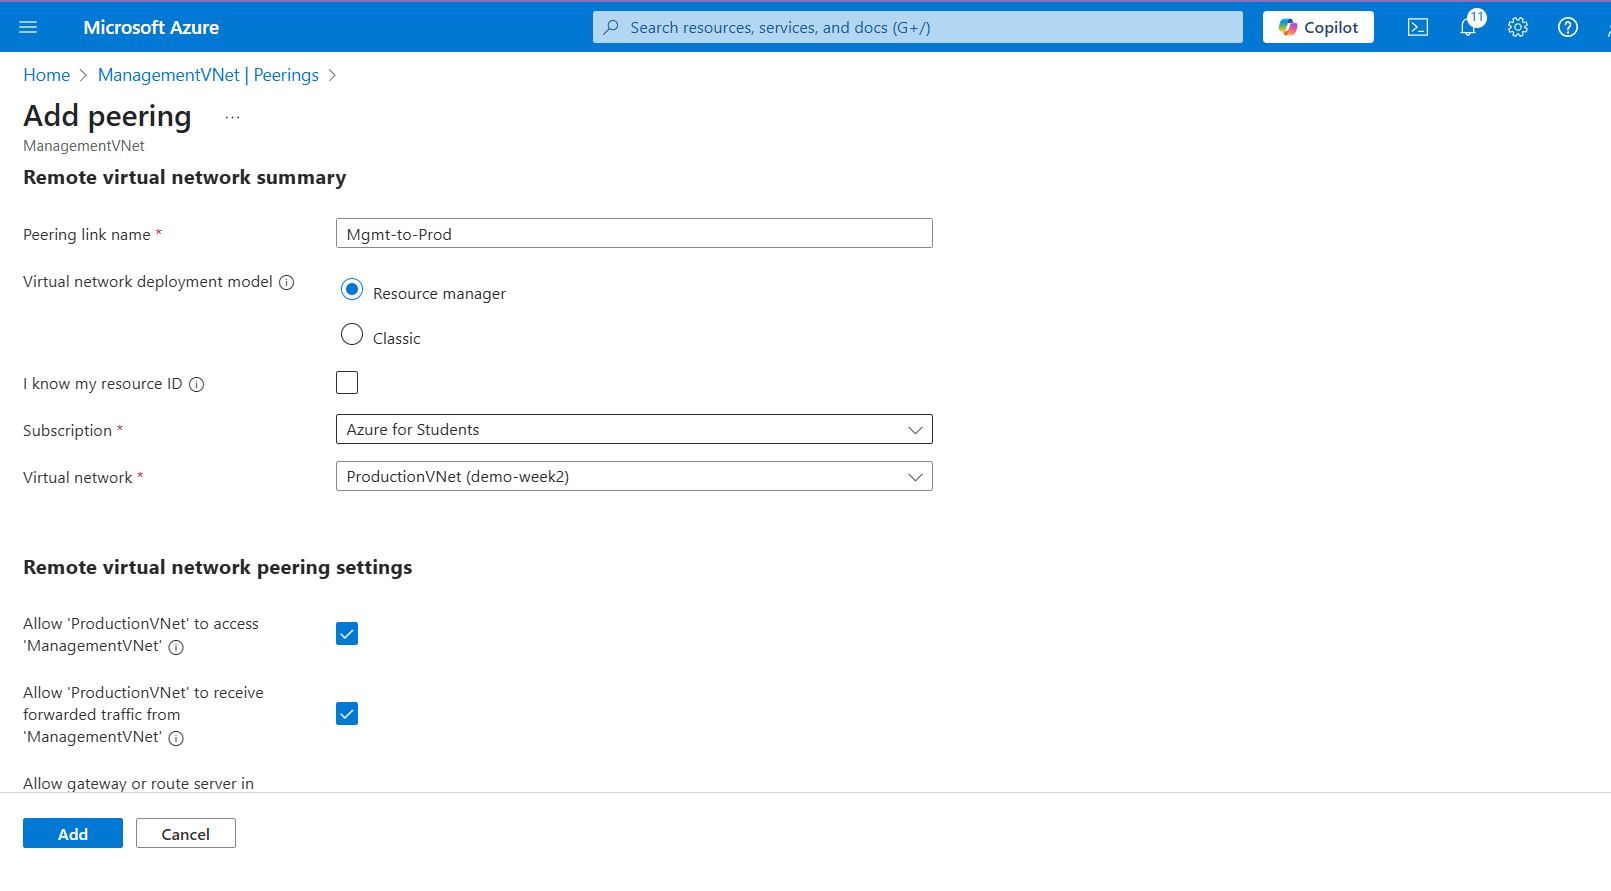 Microsoft Azure
Search resources, services, and docs (G+/)
Copilot
11
Home > ManagementVNet | Peerings >
Add peering ...
ManagementVNet
Remote virtual network summary
Peering link name *
Mgmt-to-Prod
Virtual network deployment model
Resource manager
Classic
I know my resource ID
Subscription *
Azure for Students
Virtual network *
ProductionVNet (demo-week2)
Remote virtual network peering settings
Allow 'ProductionVNet' to access
'ManagementVNet'
Allow 'ProductionVNet' to receive
forwarded traffic from
'ManagementVNet'
Allow gateway or route server in
Add
Cancel